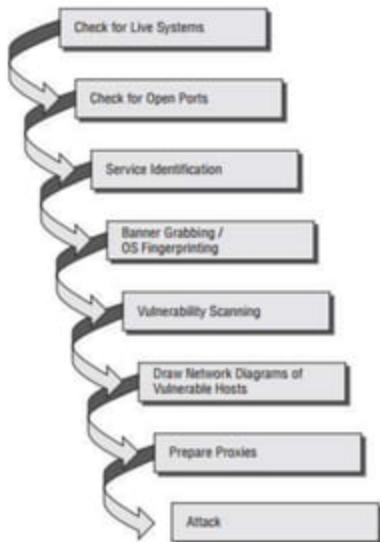 Check for Live Systems
Check for Open Ports
Service Identification
Banner Grabbing /
OS Fingerprinting
Vulnerability Scanning
Draw Network Diagrams of
Vulnerable Hosts
Prepare Proxies
Attack